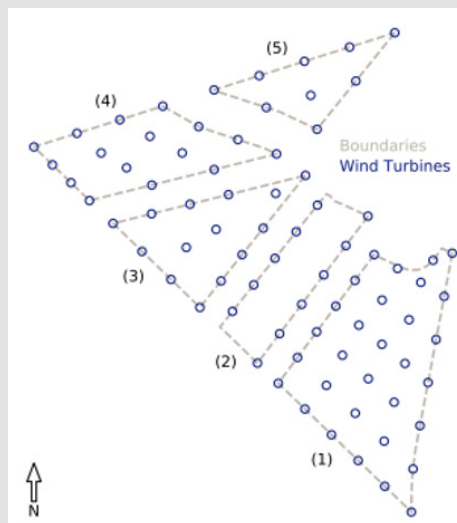 (5)
(4)
Boundaries
Wind Turbines
(3)
(2)
(1)
N